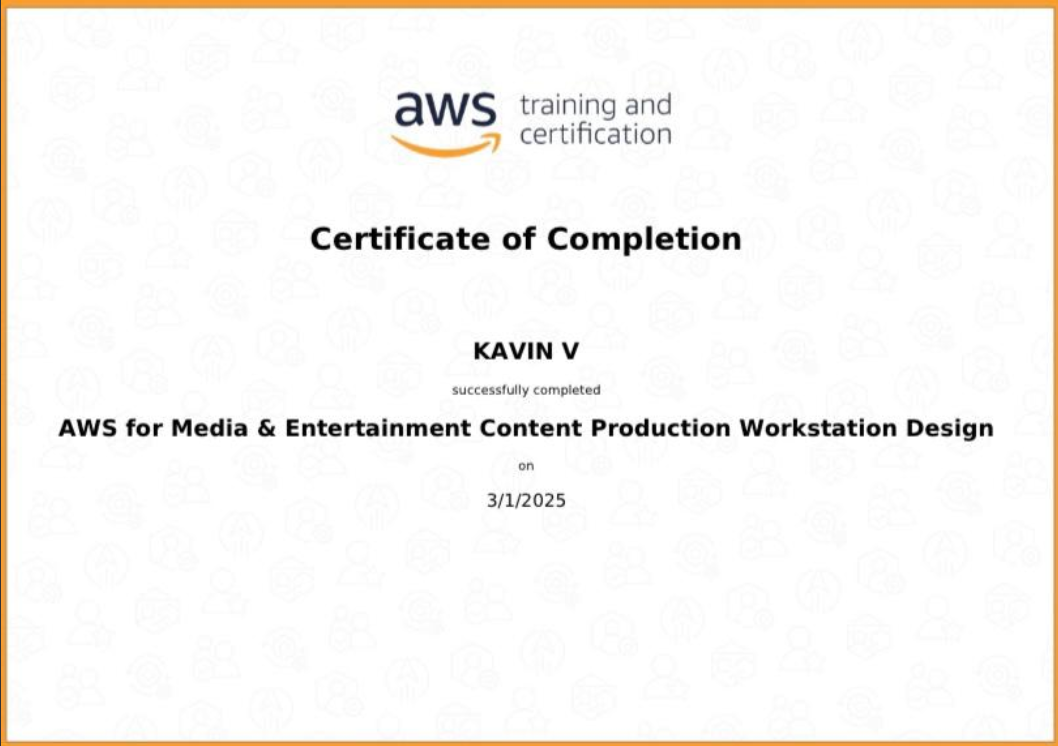 aws training and
certification
Certificate of Completion
KAVIN V
successfully completed
AWS for Media & Entertainment Content Production Workstation Design
on
3/1/2025